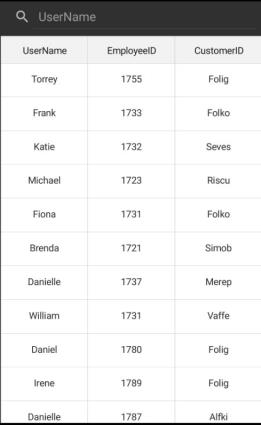 UserName
UserName EmployeeID CustomerID
Torrey 1755 Folig
Frank 1733 Folko
Katie 1732 Seves
Michael 1723 Riscu
Fiona 1731 Folko
Brenda 1721 Simob
Danielle 1737 Merep
William 1731 Vaffe
Daniel 1780 Folig
Irene 1789 Folig
Danielle 1787 Alfki